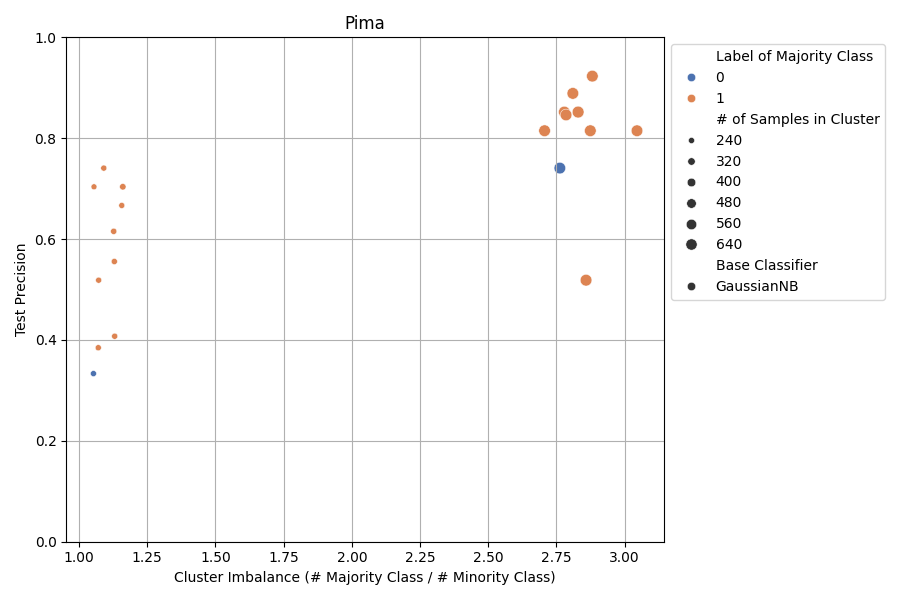 Pima
Test Precision
1.0
0.8
0.6
0.4
0.2
0.0
1.00 1.25 1.50 1.75 2.00 2.25 2.50 2.75 3.00
Cluster Imbalance (# Majority Class / # Minority Class)
Label of Majority Class
0
1
# of Samples in Cluster
240
320
400
480
560
640
Base Classifier
GaussianNB